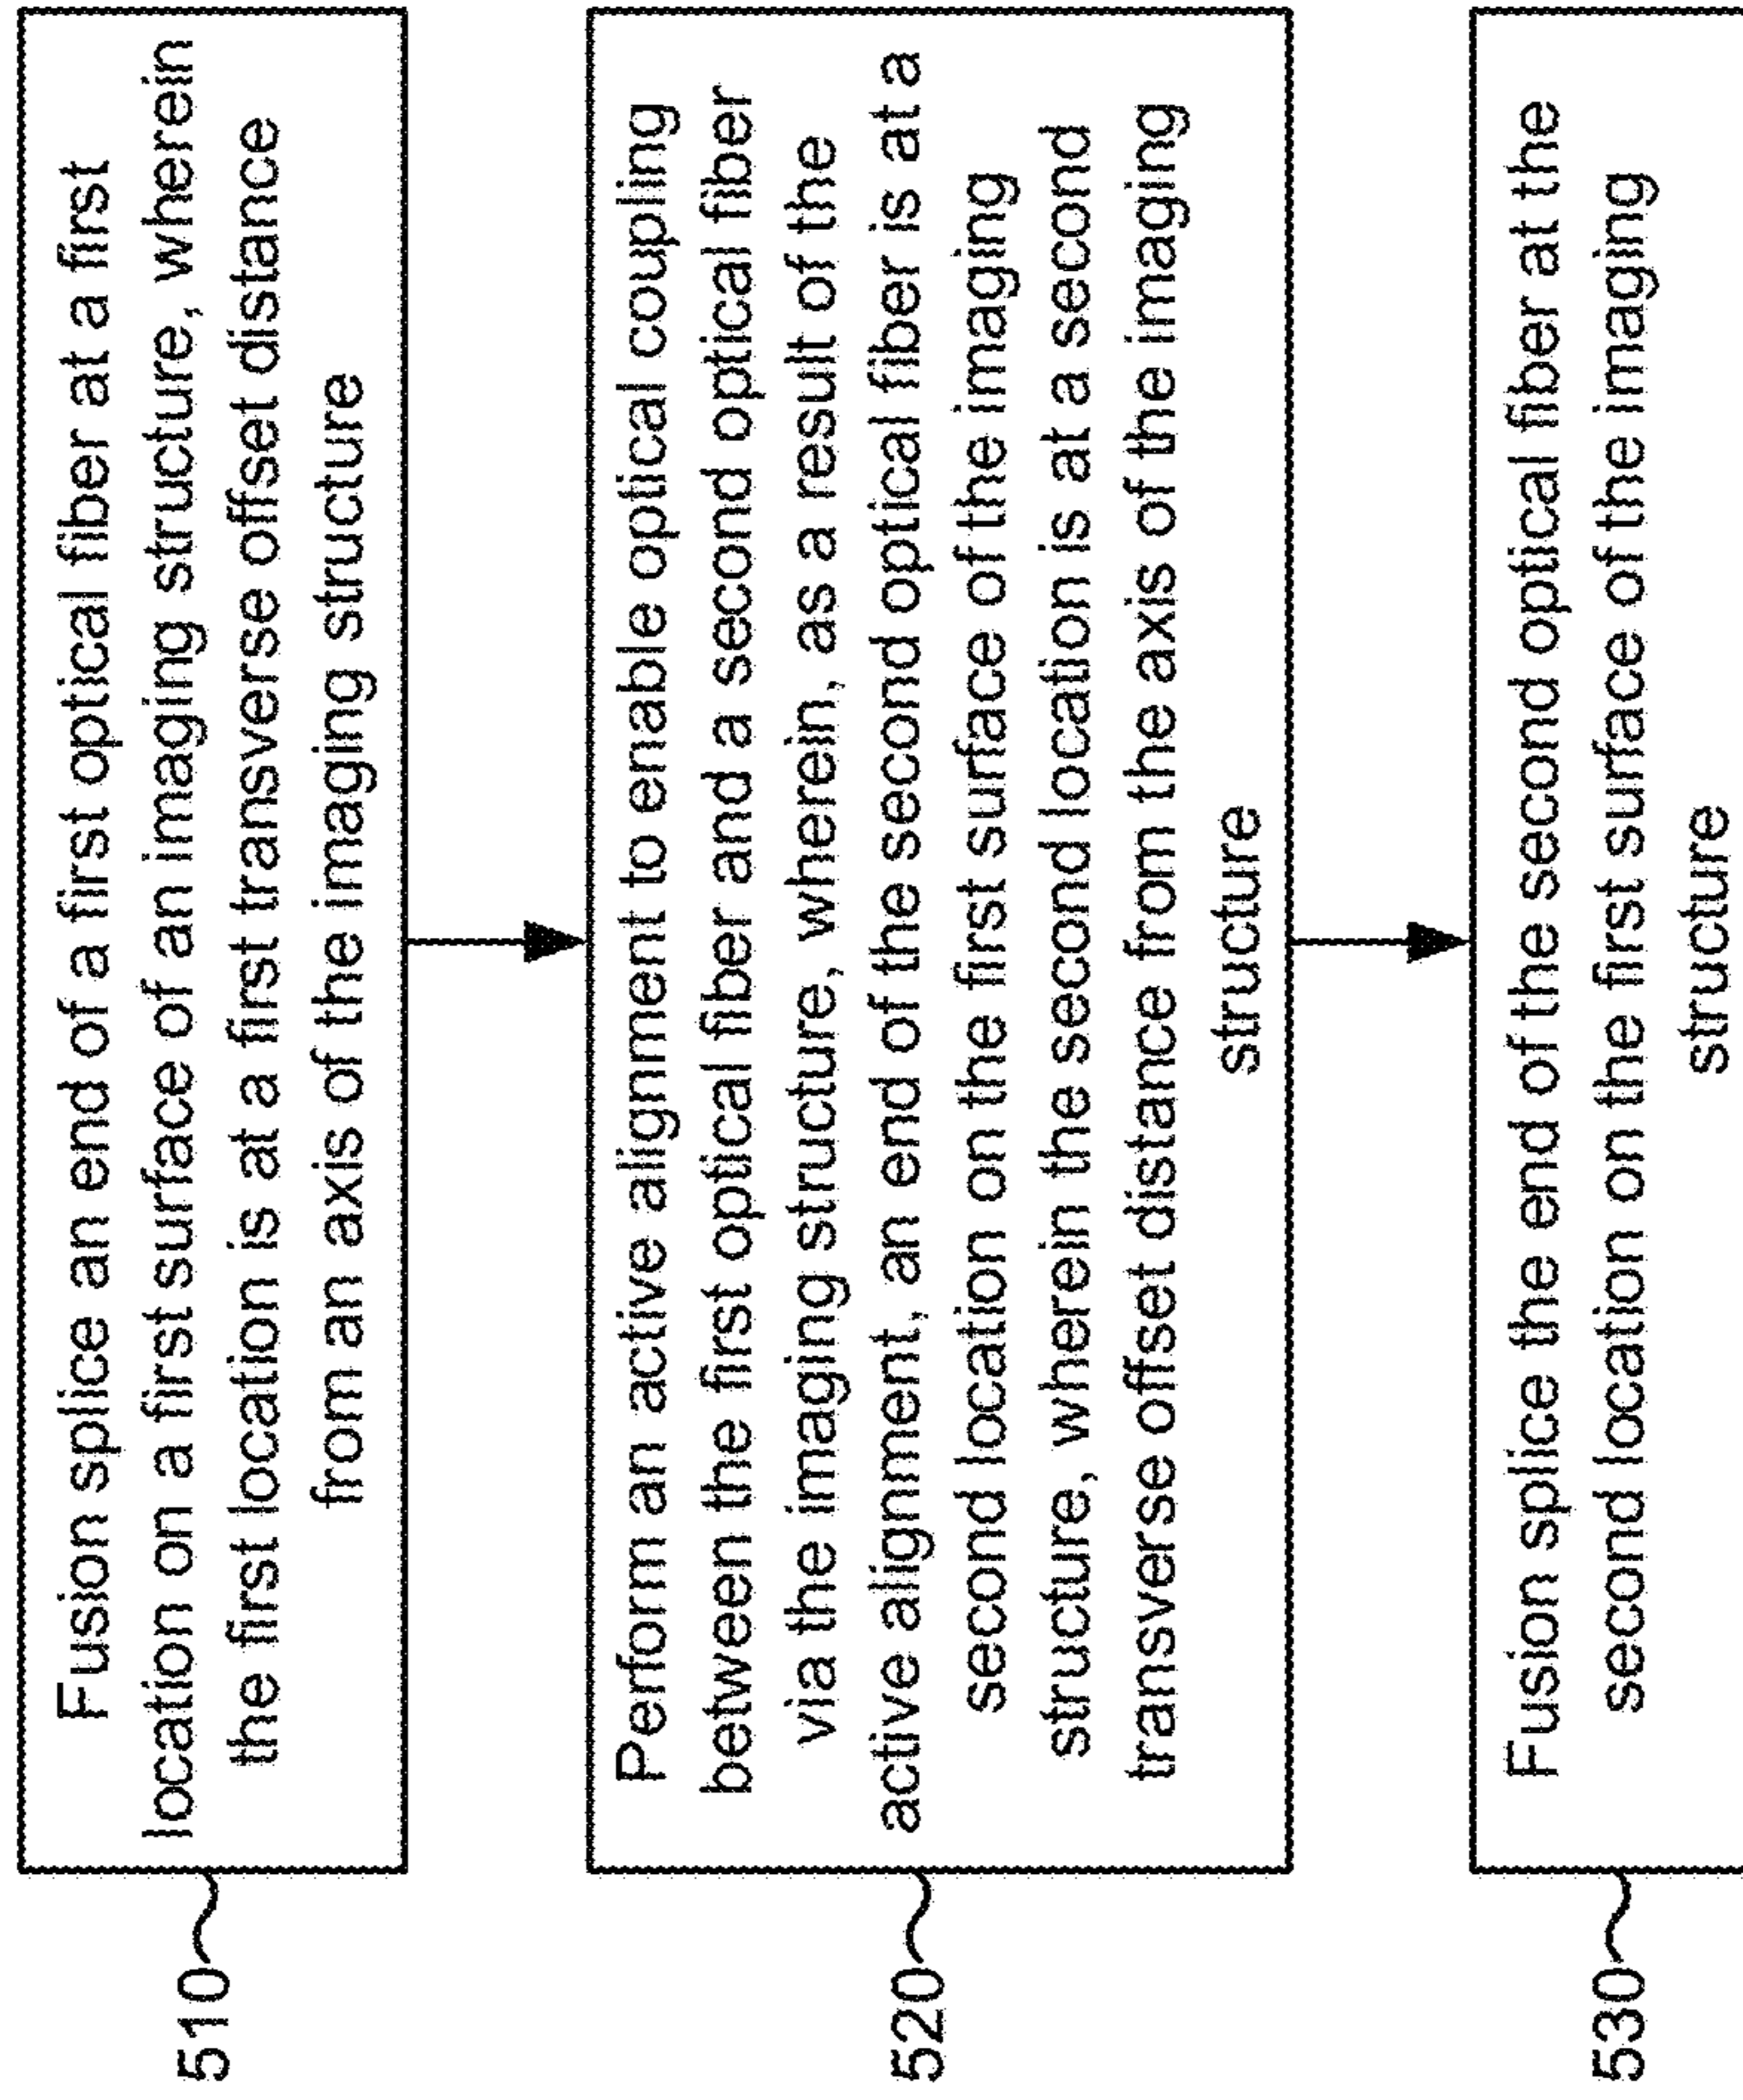 510
Fusion splice an end of a first optical fiber at a first
location on a first surface of an imaging structure, wherein
the first location is at a first transverse offset distance
from an axis of the imaging structure
520
Perform an active alignment to enable optical coupling
between the first optical fiber and a second optical fiber
via the imaging structure, wherein, as a result of the
active alignment, an end of the second optical fiber is at a
second location on the first surface of the imaging
structure, wherein the second location is at a second
transverse offset distance from the axis of the imaging
structure
530
Fusion splice the end of the second optical fiber at the
second location on the first surface of the imaging
structure